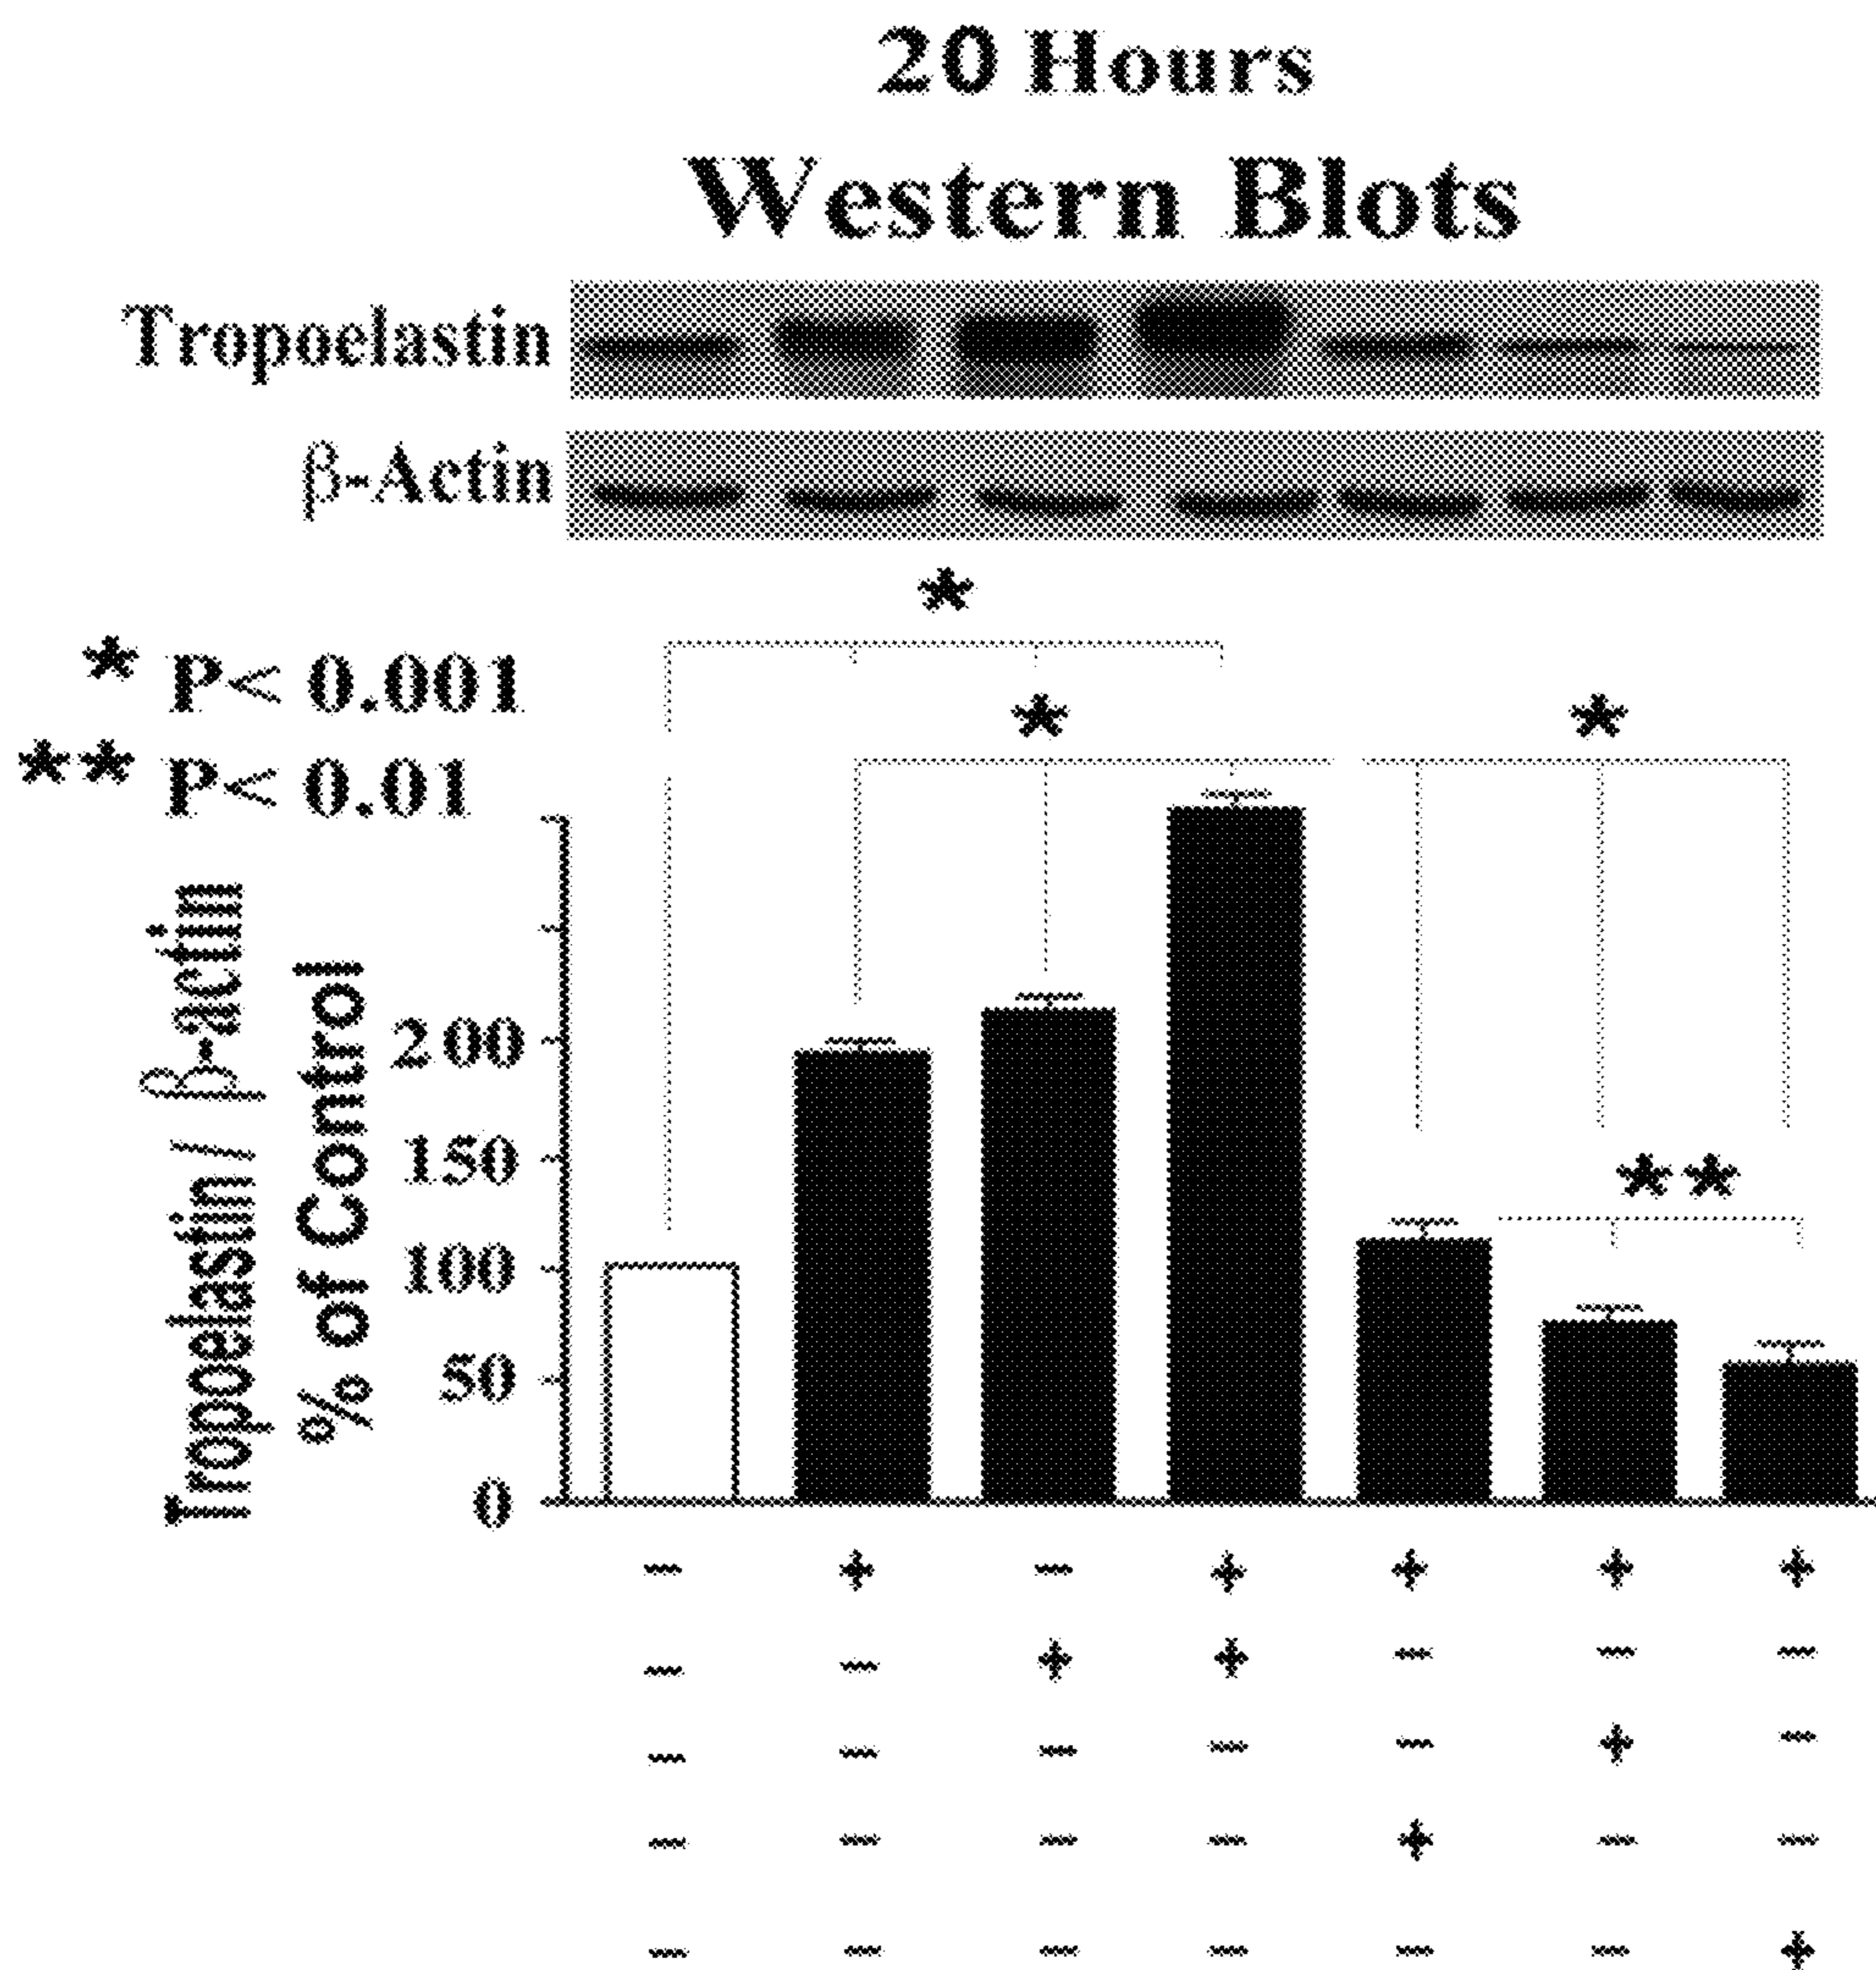 20 Hours
Western Blots
Tropoelastin
β-Actin
*
* P< 0.001
* *
** P< 0.01
Tropoelastin / β-actin
% of Control
200
150
**
100
50
0
− + − + + + +
− − + + − − −
− − − − − + −
− − − − + − −
− − − − − − +